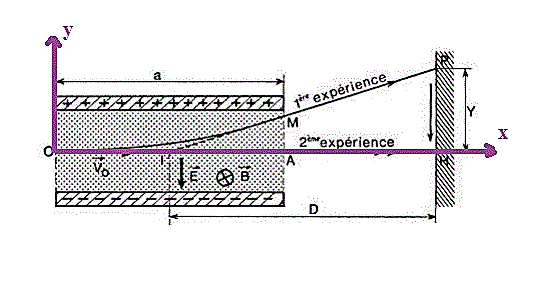 y
a
+ + + + + + + + + + + +
1ère expérience
P
M
Y
O
V₀
I
E
B
A
2ème expérience
H
x
D